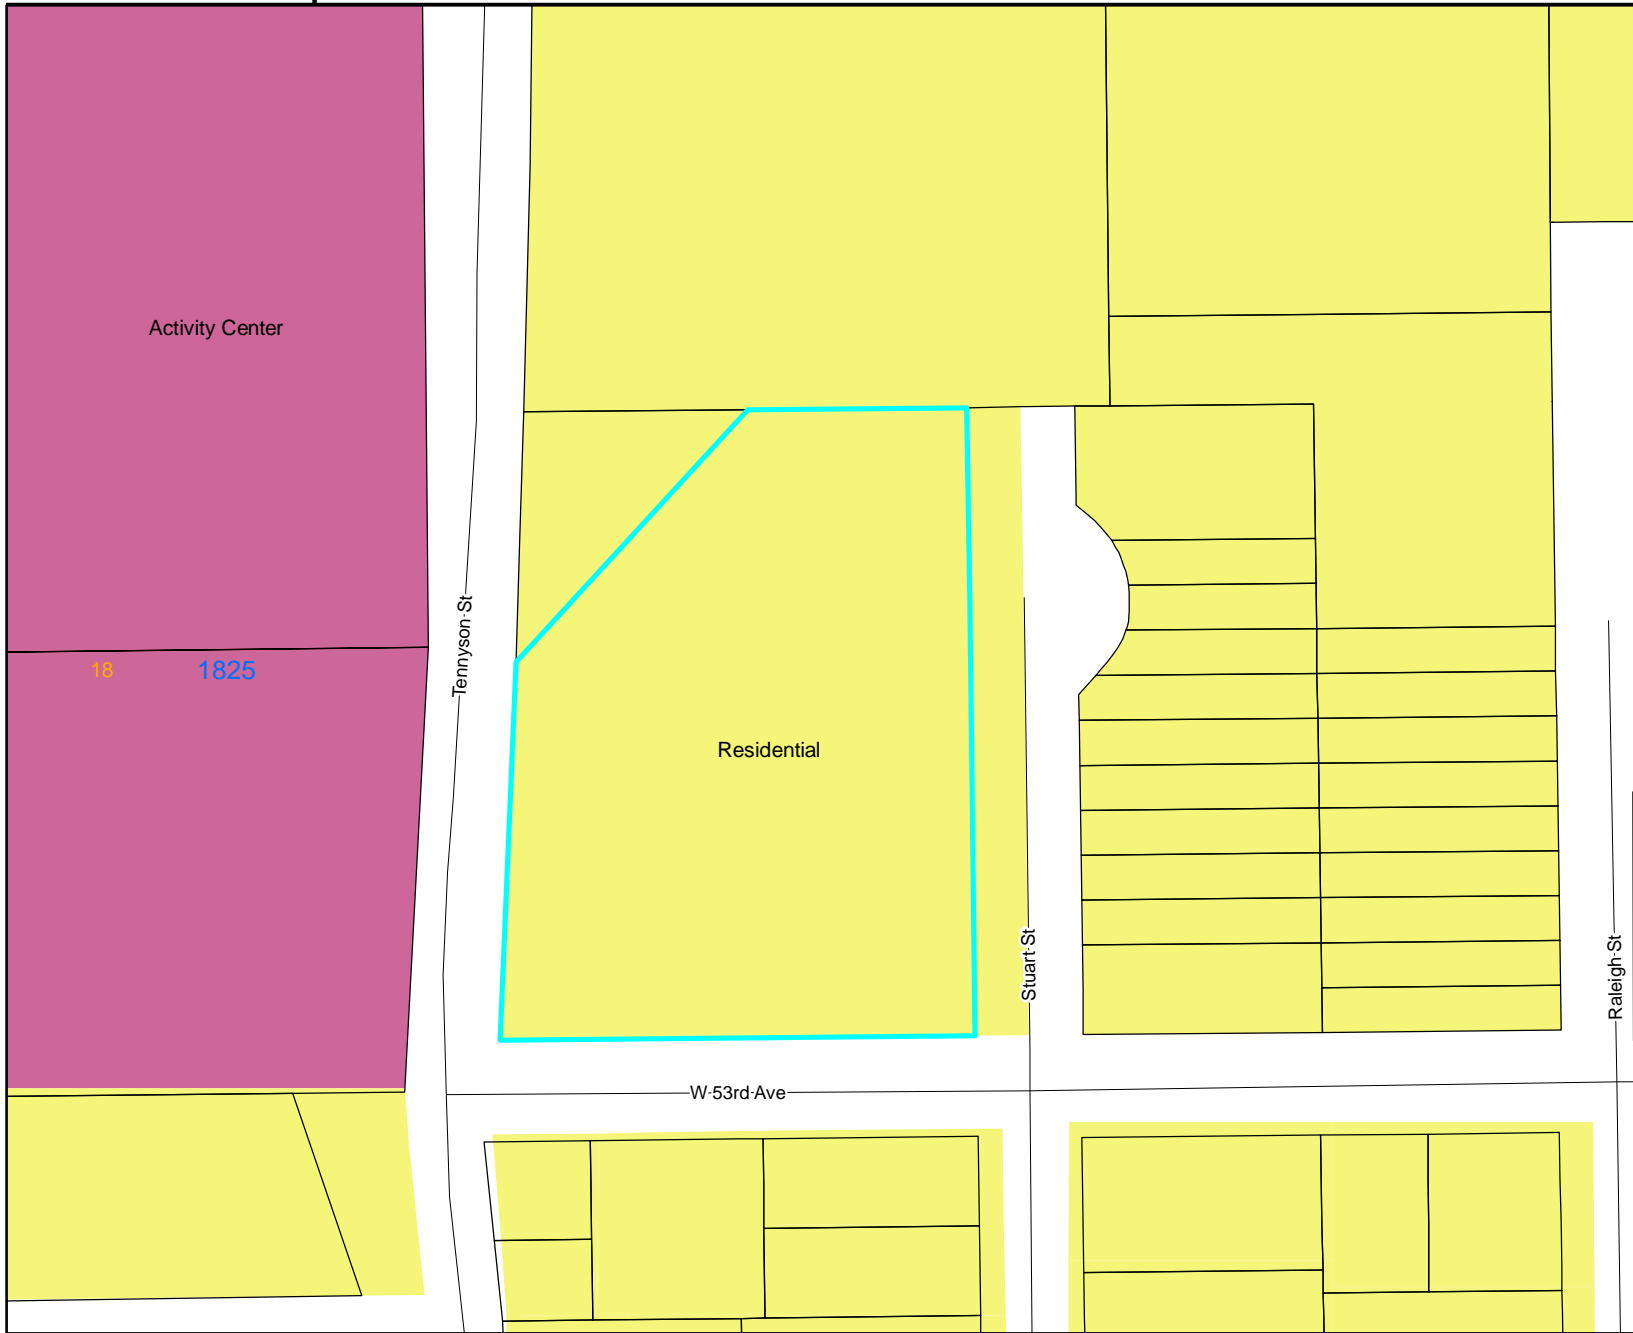 Activity Center
Tennyson St
18
1825
Residential
Stuart St
Raleigh St
W 53rd Ave